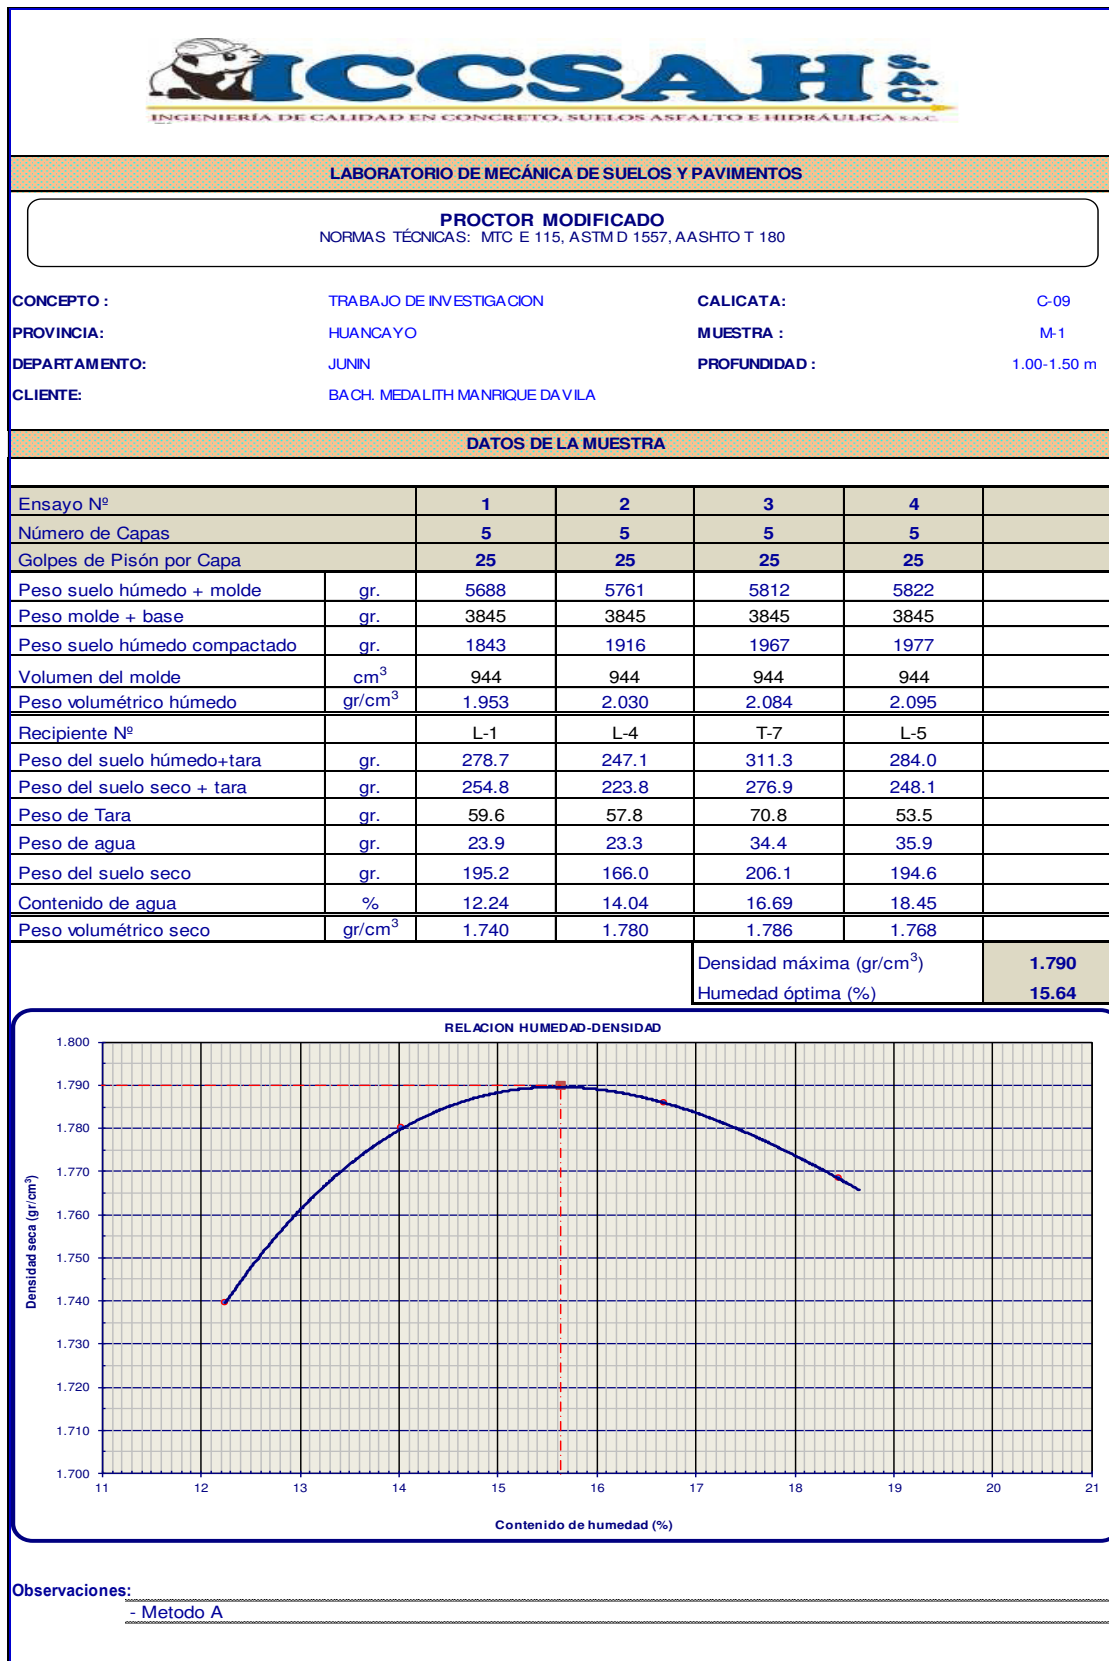 ICCSAH S.A.C.
INGENIERÍA DE CALIDAD EN CONCRETO, SUELOS ASFALTO E HIDRÁULICA S.A.C.
LABORATORIO DE MECÁNICA DE SUELOS Y PAVIMENTOS
PROCTOR MODIFICADO
NORMAS TÉCNICAS: MTC E 115, ASTM D 1557, AASHTO T 180
CONCEPTO : TRABAJO DE INVESTIGACION CALICATA: C-09
PROVINCIA: HUANCAYO MUESTRA : M-1
DEPARTAMENTO: JUNIN PROFUNDIDAD : 1.00-1.50 m
CLIENTE: BACH. MEDALITH MANRIQUE DAVILA
DATOS DE LA MUESTRA
Ensayo Nº 1 2 3 4
Número de Capas 5 5 5 5
Golpes de Pisón por Capa 25 25 25 25
Peso suelo húmedo + molde gr. 5688 5761 5812 5822
Peso molde + base gr. 3845 3845 3845 3845
Peso suelo húmedo compactado gr. 1843 1916 1967 1977
Volumen del molde cm³ 944 944 944 944
Peso volumétrico húmedo gr/cm³ 1.953 2.030 2.084 2.095
Recipiente Nº L-1 L-4 T-7 L-5
Peso del suelo húmedo+tara gr. 278.7 247.1 311.3 284.0
Peso del suelo seco + tara gr. 254.8 223.8 276.9 248.1
Peso de Tara gr. 59.6 57.8 70.8 53.5
Peso de agua gr. 23.9 23.3 34.4 35.9
Peso del suelo seco gr. 195.2 166.0 206.1 194.6
Contenido de agua % 12.24 14.04 16.69 18.45
Peso volumétrico seco gr/cm³ 1.740 1.780 1.786 1.768
Densidad máxima (gr/cm³) 1.790
Humedad óptima (%) 15.64
RELACION HUMEDAD-DENSIDAD
1.800
1.790
1.780
1.770
1.760
1.750
1.740
1.730
1.720
1.710
1.700
Densidad seca (gr/cm³)
11 12 13 14 15 16 17 18 19 20 21
Contenido de humedad (%)
Observaciones:
- Metodo A